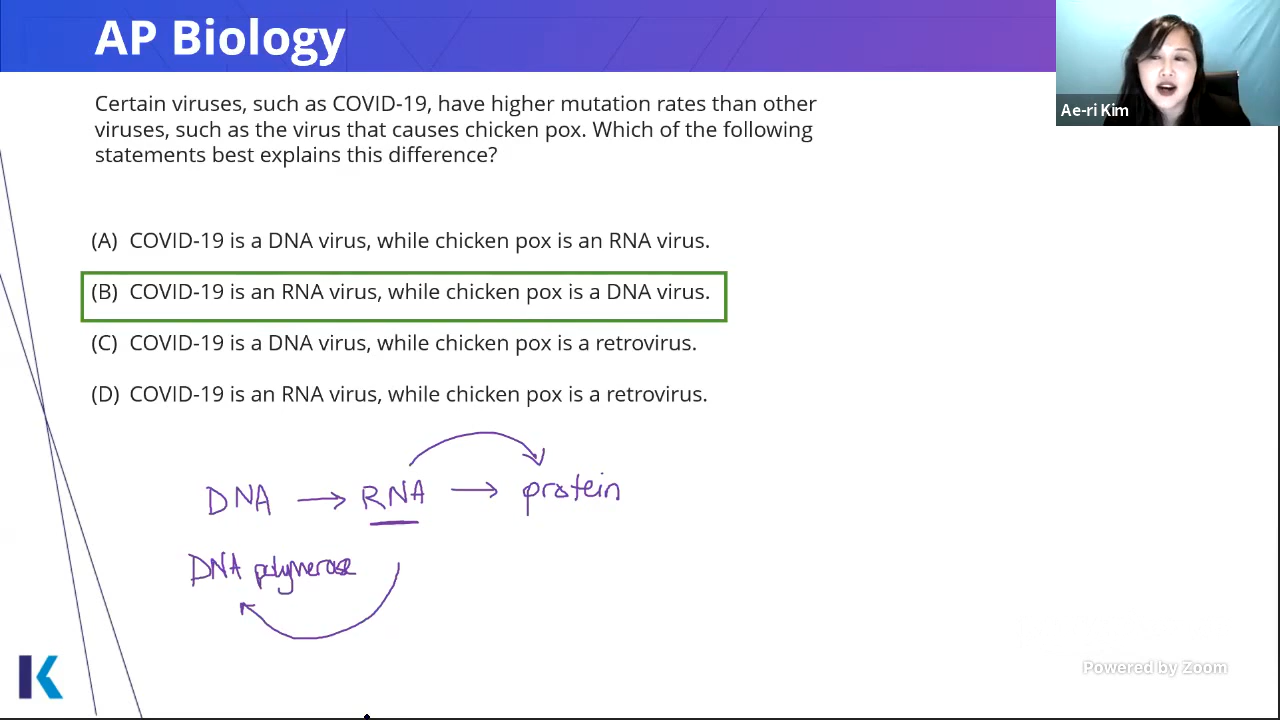 AP Biology
Ae-ri Kim
Certain viruses, such as COVID-19, have higher mutation rates than other
viruses, such as the virus that causes chicken pox. Which of the following
statements best explains this difference?
(A) COVID-19 is a DNA virus, while chicken pox is an RNA virus.
(B) COVID-19 is an RNA virus, while chicken pox is a DNA virus.
(C) COVID-19 is a DNA virus, while chicken pox is a retrovirus.
(D) COVID-19 is an RNA virus, while chicken pox is a retrovirus.
DNA → RNA → protein
DNA polymerase
K
Powered by Zoom